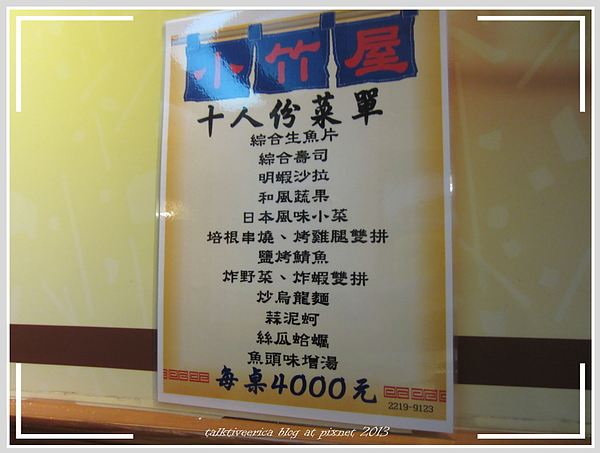 小竹屋
十人份菜單
綜合生魚片
綜合壽司
明蝦沙拉
和風蔬果
日本風味小菜
培根串燒、烤雞腿雙拼
鹽烤鯖魚
炸野菜、炸蝦雙拼
炒烏龍麵
蒜泥蚵
絲瓜蛤蠣
魚頭味增湯
每桌4000元
2219-9123
talktiveerica blog at pixnet 2013